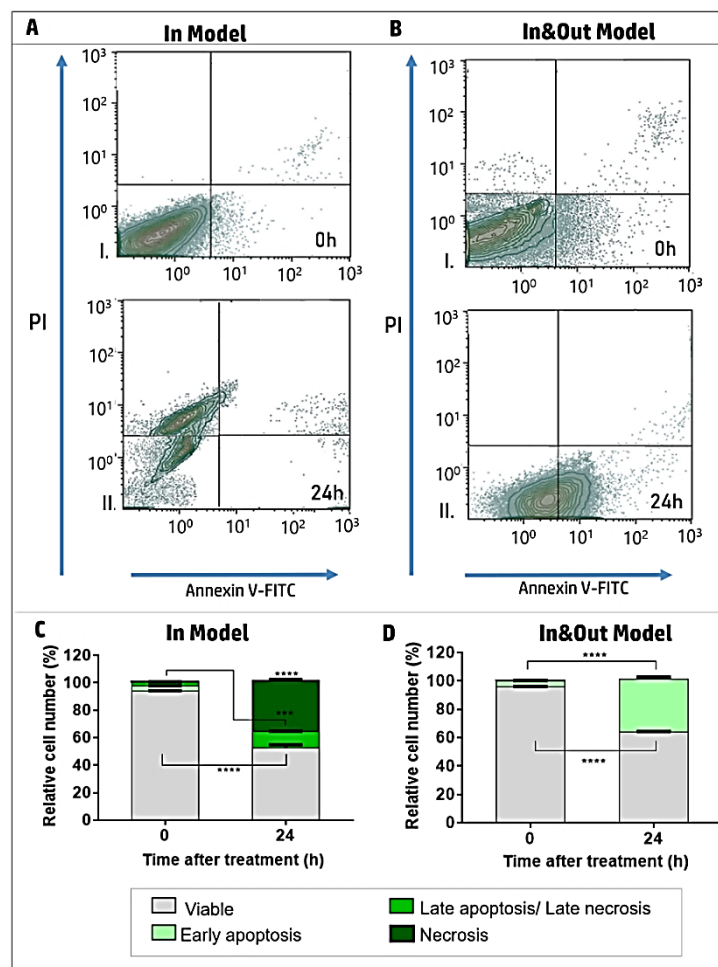 A
In Model
B
In&Out Model
10³
10²
10¹
10⁰
I.
0h
10⁰ 10¹ 10² 10³
10³
10²
10¹
10⁰
I.
0h
10⁰ 10¹ 10² 10³
PI
10³
10²
10¹
10⁰
II.
24h
10⁰ 10¹ 10² 10³
PI
10³
10²
10¹
10⁰
II.
24h
10⁰ 10¹ 10² 10³
Annexin V-FITC
Annexin V-FITC
C
In Model
Relative cell number (%)
120
100
80
60
40
20
0
****
***
****
0 24
Time after treatment (h)
D
In&Out Model
Relative cell number (%)
120
100
80
60
40
20
0
****
****
0 24
Time after treatment (h)
Viable
Late apoptosis/ Late necrosis
Early apoptosis
Necrosis